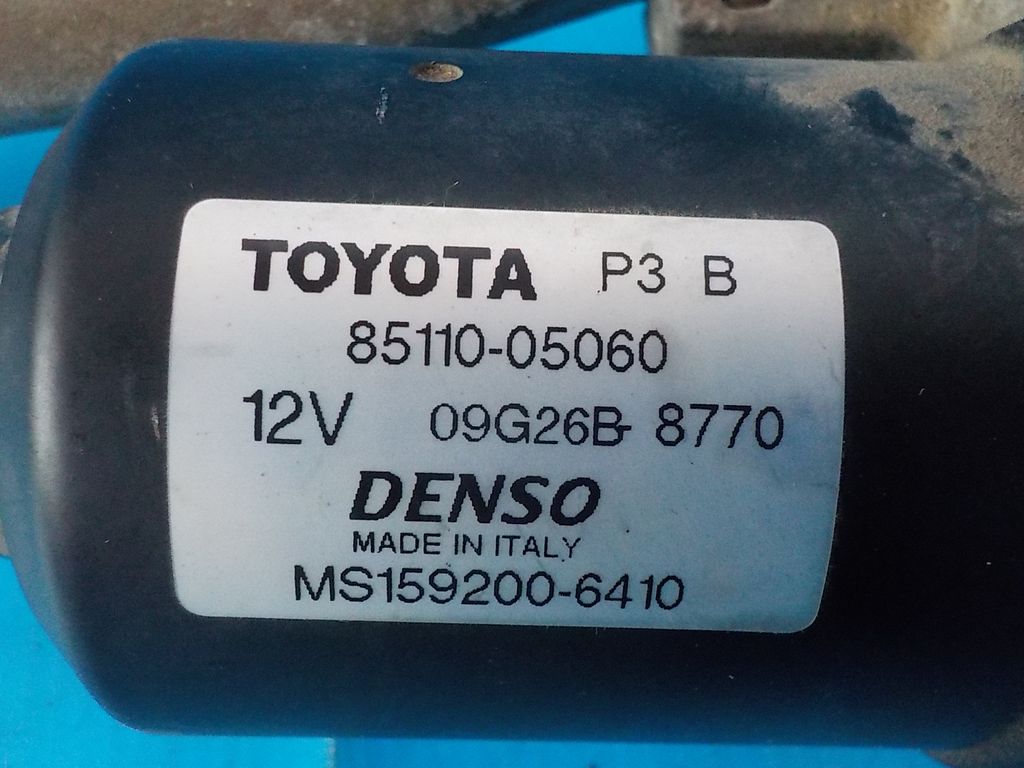 TOYOTA P3 B
85110-05060
12V 09G26B- 8770
DENSO
MADE IN ITALY
MS159200-6410